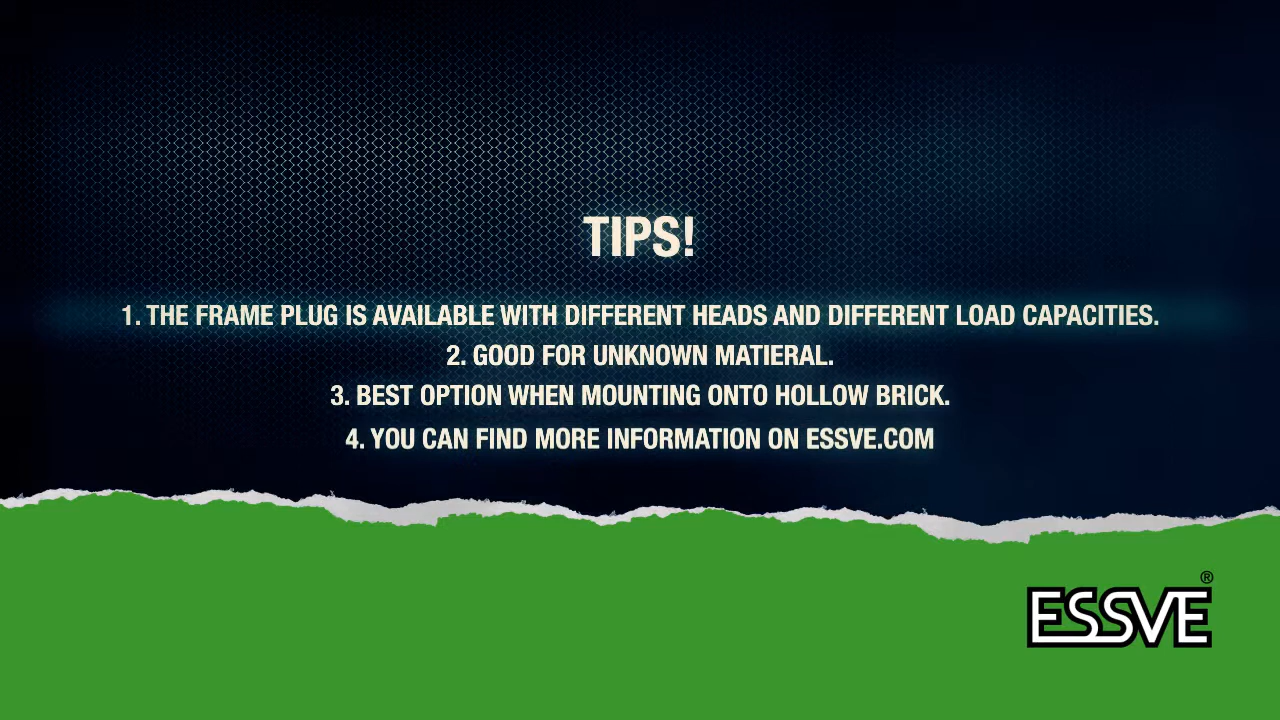 TIPS!
1. THE FRAME PLUG IS AVAILABLE WITH DIFFERENT HEADS AND DIFFERENT LOAD CAPACITIES.
2. GOOD FOR UNKNOWN MATIERAL.
3. BEST OPTION WHEN MOUNTING ONTO HOLLOW BRICK.
4. YOU CAN FIND MORE INFORMATION ON ESSVE.COM
ESSVE®